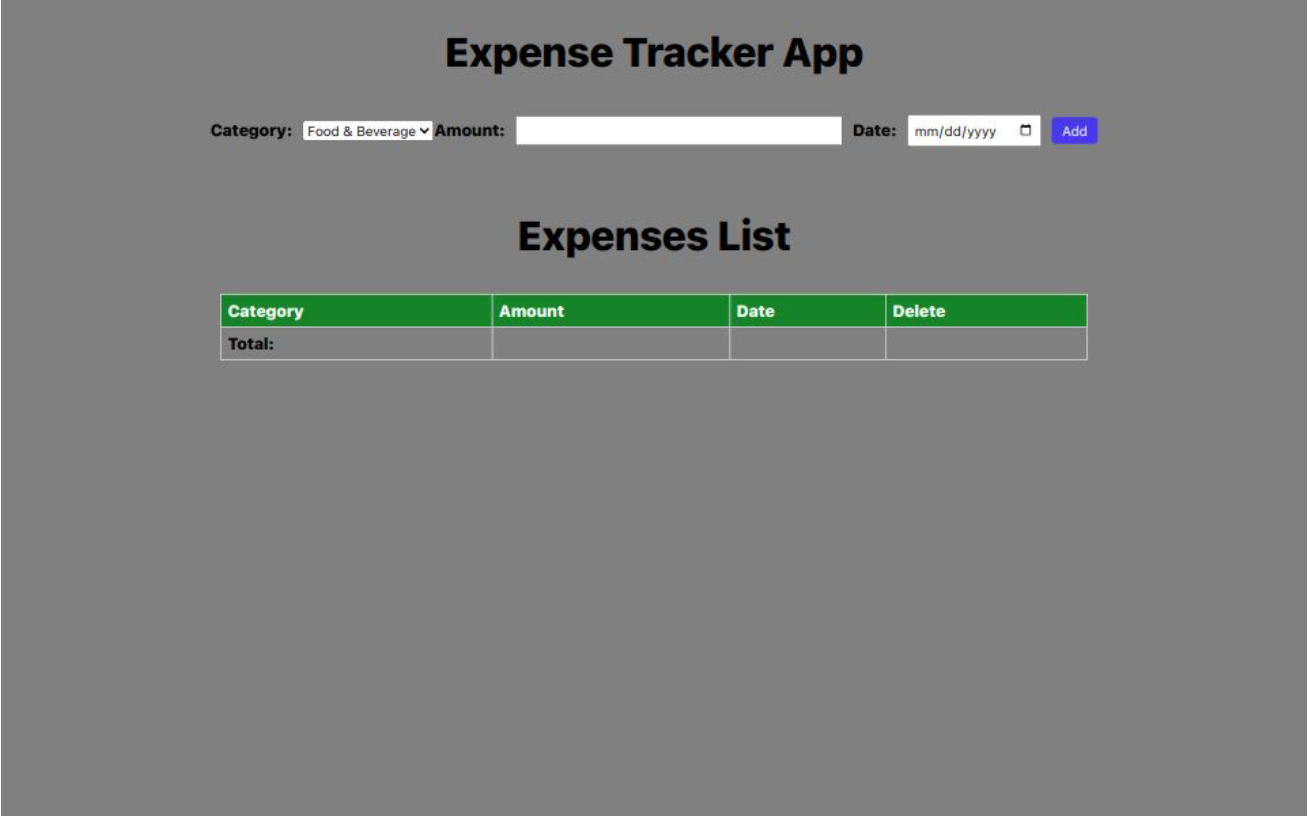 Expense Tracker App
Category: Food & Beverage Amount: Date: mm/dd/yyyy Add
Expenses List
Category Amount Date Delete
Total: